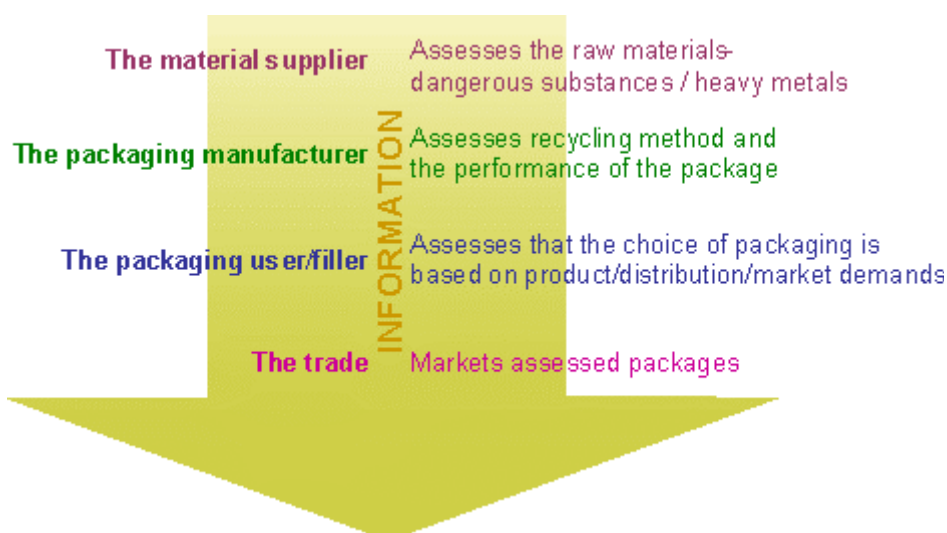 The material supplier
Assesses the raw materials-
dangerous substances / heavy metals
The packaging manufacturer
Assesses recycling method and
the performance of the package
The packaging user/filler
Assesses that the choice of packaging is
based on product/distribution/market demands
The trade
Markets assessed packages
INFORMATION